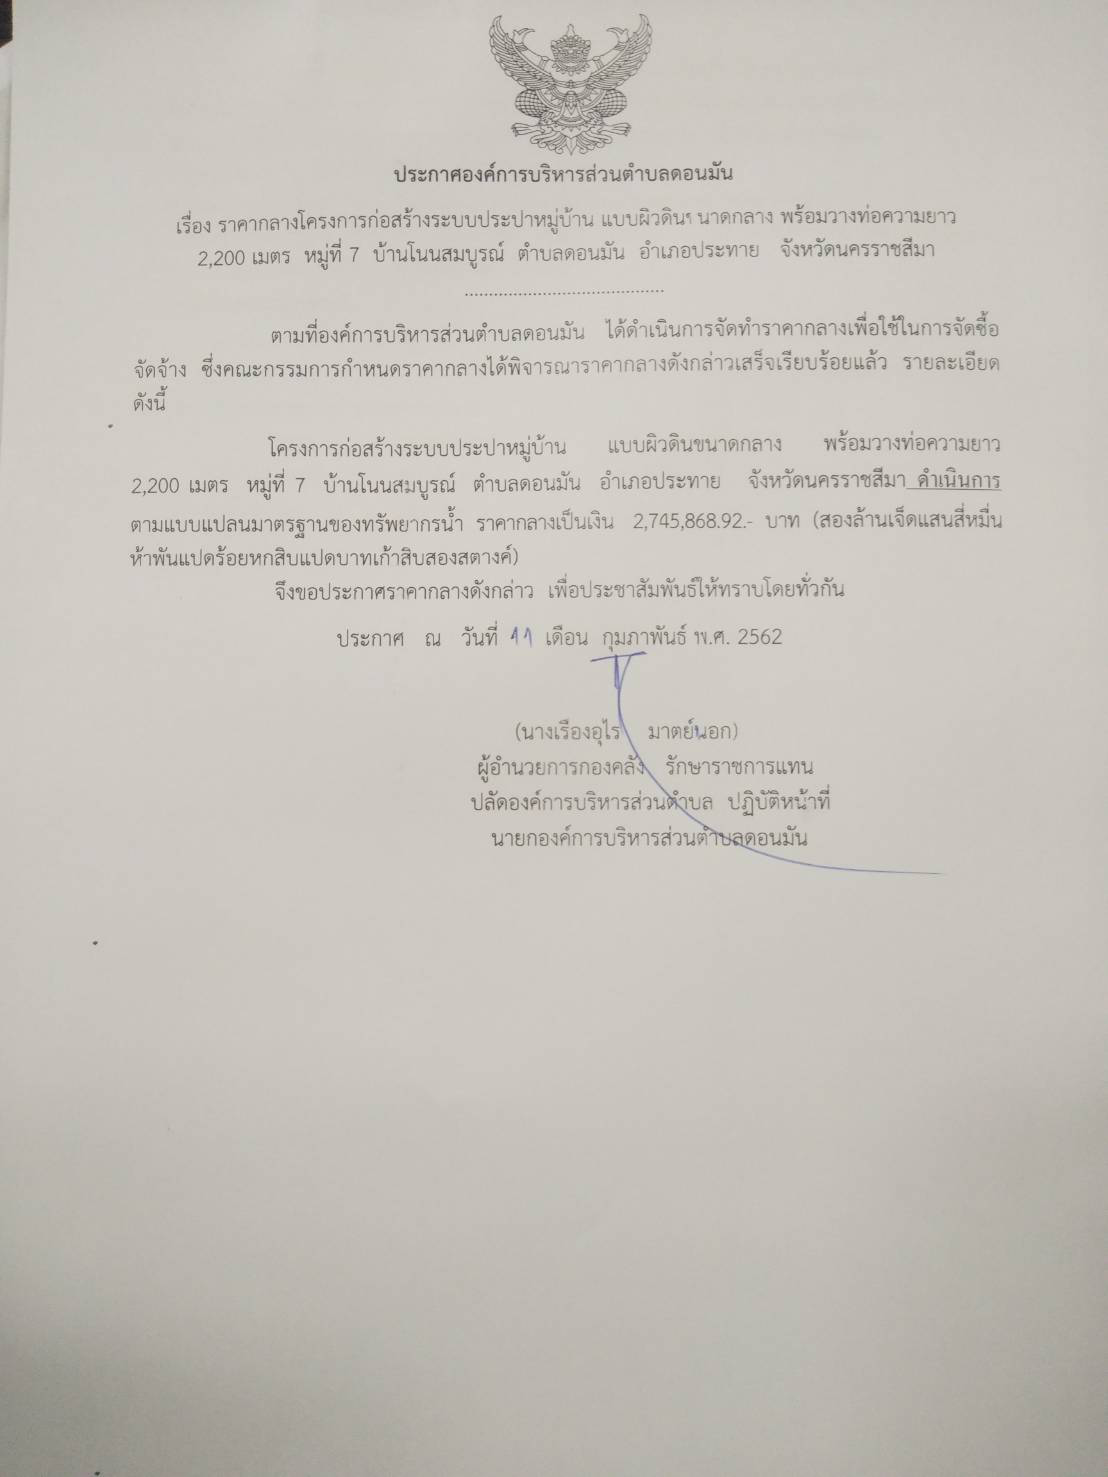 ประกาศองค์การบริหารส่วนตำบลดอนมัน
เรื่อง ราคากลางโครงการก่อสร้างระบบประปาหมู่บ้าน แบบผิวดินฯ นาดกลาง พร้อมวางท่อความยาว
2,200 เมตร หมู่ที่ 7 บ้านโนนสมบูรณ์ ตำบลดอนมัน อำเภอประทาย จังหวัดนครราชสีมา
........................................
ตามที่องค์การบริหารส่วนตำบลดอนมัน ได้ดำเนินการจัดทำราคากลางเพื่อใช้ในการจัดซื้อ
จัดจ้าง ซึ่งคณะกรรมการกำหนดราคากลางได้พิจารณาราคากลางดังกล่าวเสร็จเรียบร้อยแล้ว รายละเอียด
ดังนี้
โครงการก่อสร้างระบบประปาหมู่บ้าน แบบผิวดินขนาดกลาง พร้อมวางท่อความยาว
2,200 เมตร หมู่ที่ 7 บ้านโนนสมบูรณ์ ตำบลดอนมัน อำเภอประทาย จังหวัดนครราชสีมา ดำเนินการ
ตามแบบแปลนมาตรฐานของทรัพยากรน้ำ ราคากลางเป็นเงิน 2,745,868.92.- บาท (สองล้านเจ็ดแสนสี่หมื่น
ห้าพันแปดร้อยหกสิบแปดบาทเก้าสิบสองสตางค์)
จึงขอประกาศราคากลางดังกล่าว เพื่อประชาสัมพันธ์ให้ทราบโดยทั่วกัน
ประกาศ ณ วันที่ 11 เดือน กุมภาพันธ์ พ.ศ. 2562
(นางเรืองอุไร มาตย์นอก)
ผู้อำนวยการกองคลัง รักษาราชการแทน
ปลัดองค์การบริหารส่วนตำบล ปฏิบัติหน้าที่
นายกองค์การบริหารส่วนตำบลดอนมัน